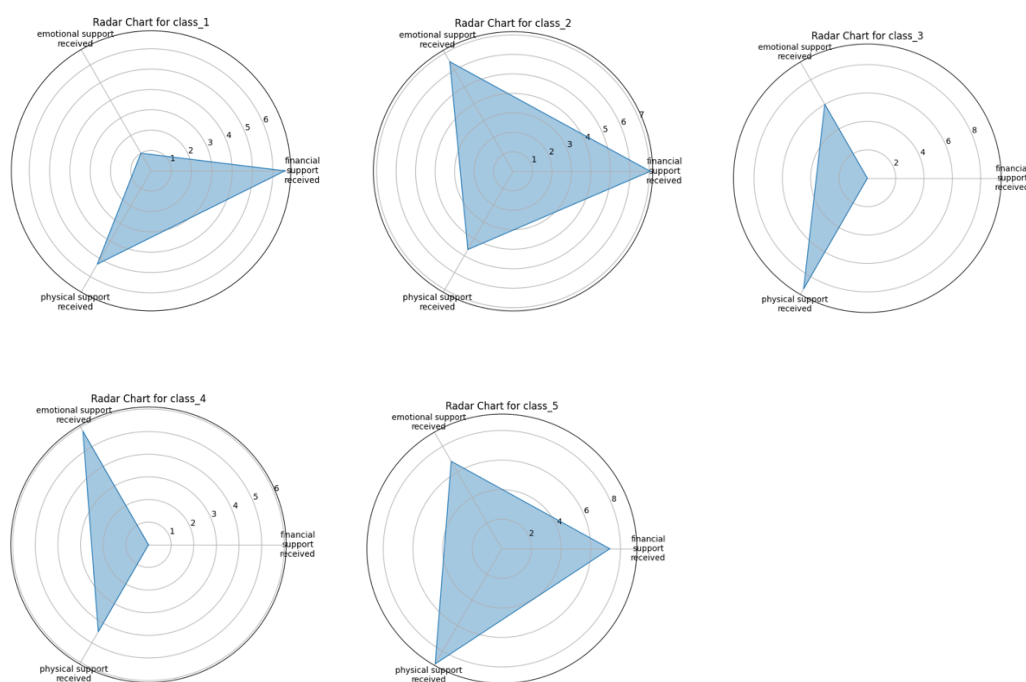 Radar Chart for class_1
emotional support
received
1
2
3
4
5
6
financial
support
received
physical support
received
Radar Chart for class_2
emotional support
received
1
2
3
4
5
6
7
financial
support
received
physical support
received
Radar Chart for class_3
emotional support
received
2
4
6
8
financial
support
received
physical support
received
Radar Chart for class_4
emotional support
received
1
2
3
4
5
6
financial
support
received
physical support
received
Radar Chart for class_5
emotional support
received
2
4
6
8
financial
support
received
physical support
received